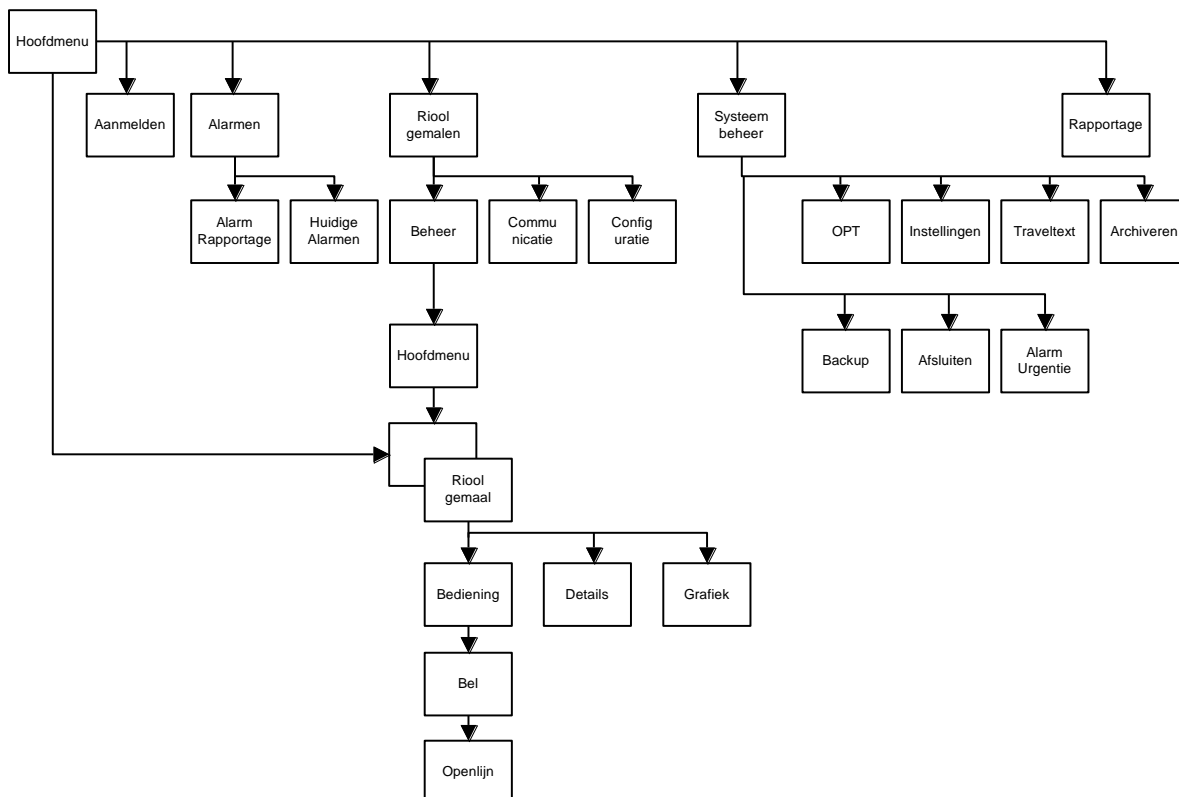 Hoofdmenu
Aanmelden
Alarmen
Riool
gemalen
Systeem
beheer
Rapportage
Alarm
Rapportage
Huidige
Alarmen
Beheer
Commu
nicatie
Config
uratie
OPT
Instellingen
Traveltext
Archiveren
Hoofdmenu
Backup
Afsluiten
Alarm
Urgentie
Riool
gemaal
Bediening
Details
Grafiek
Bel
Openlijn